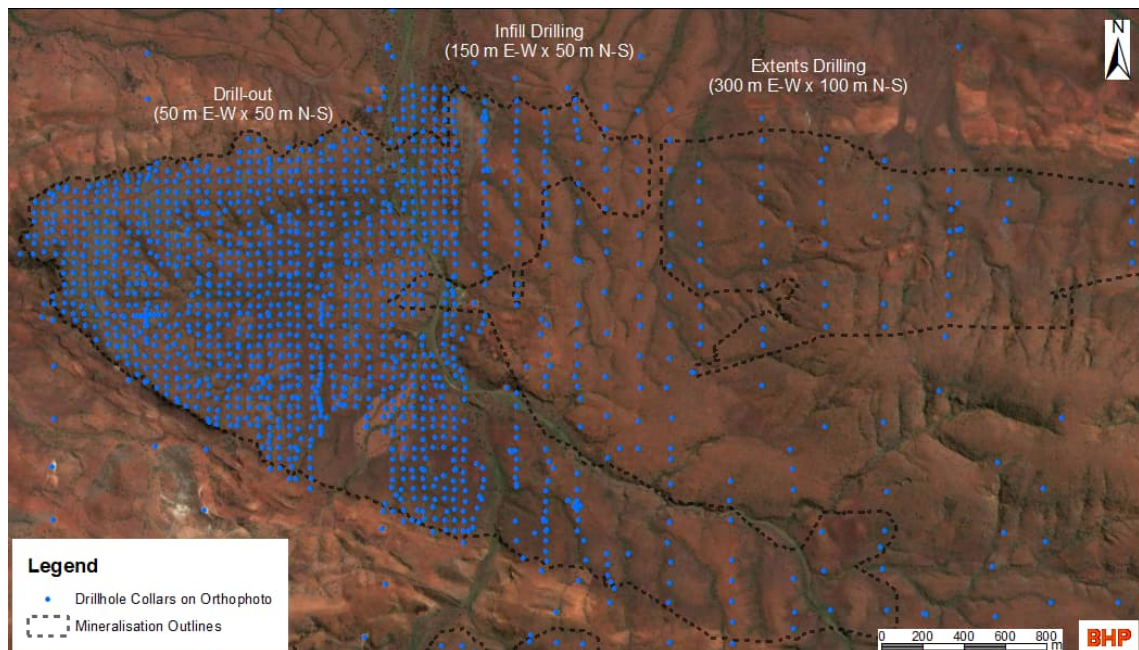 Infill Drilling
(150 m E-W x 50 m N-S)
N
Extents Drilling
(300 m E-W x 100 m N-S)
Drill-out
(50 m E-W x 50 m N-S)
Legend
Drillhole Collars on Orthophoto
Mineralisation Outlines
0 200 400 600 800
m
BHP